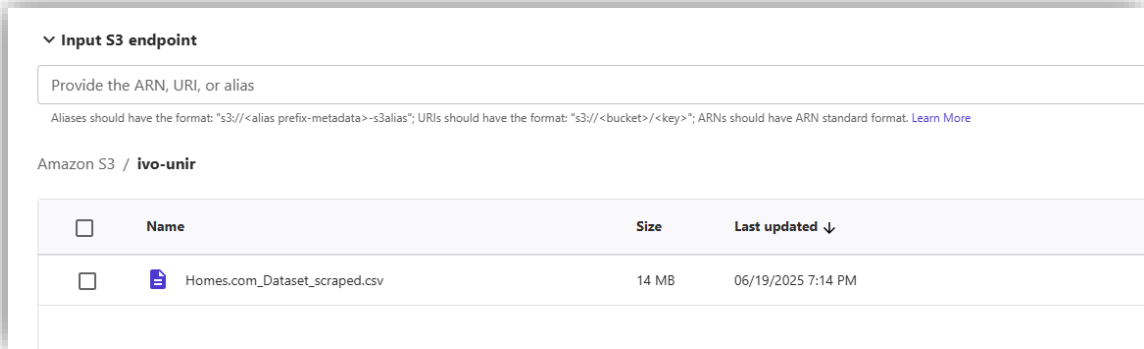 Input S3 endpoint
Provide the ARN, URI, or alias
Aliases should have the format: "s3://<alias prefix-metadata>-s3alias"; URIs should have the format: "s3://<bucket>/<key>"; ARNs should have ARN standard format. Learn More
Amazon S3 / ivo-unir
Name Size Last updated ↓
Homes.com_Dataset_scraped.csv 14 MB 06/19/2025 7:14 PM